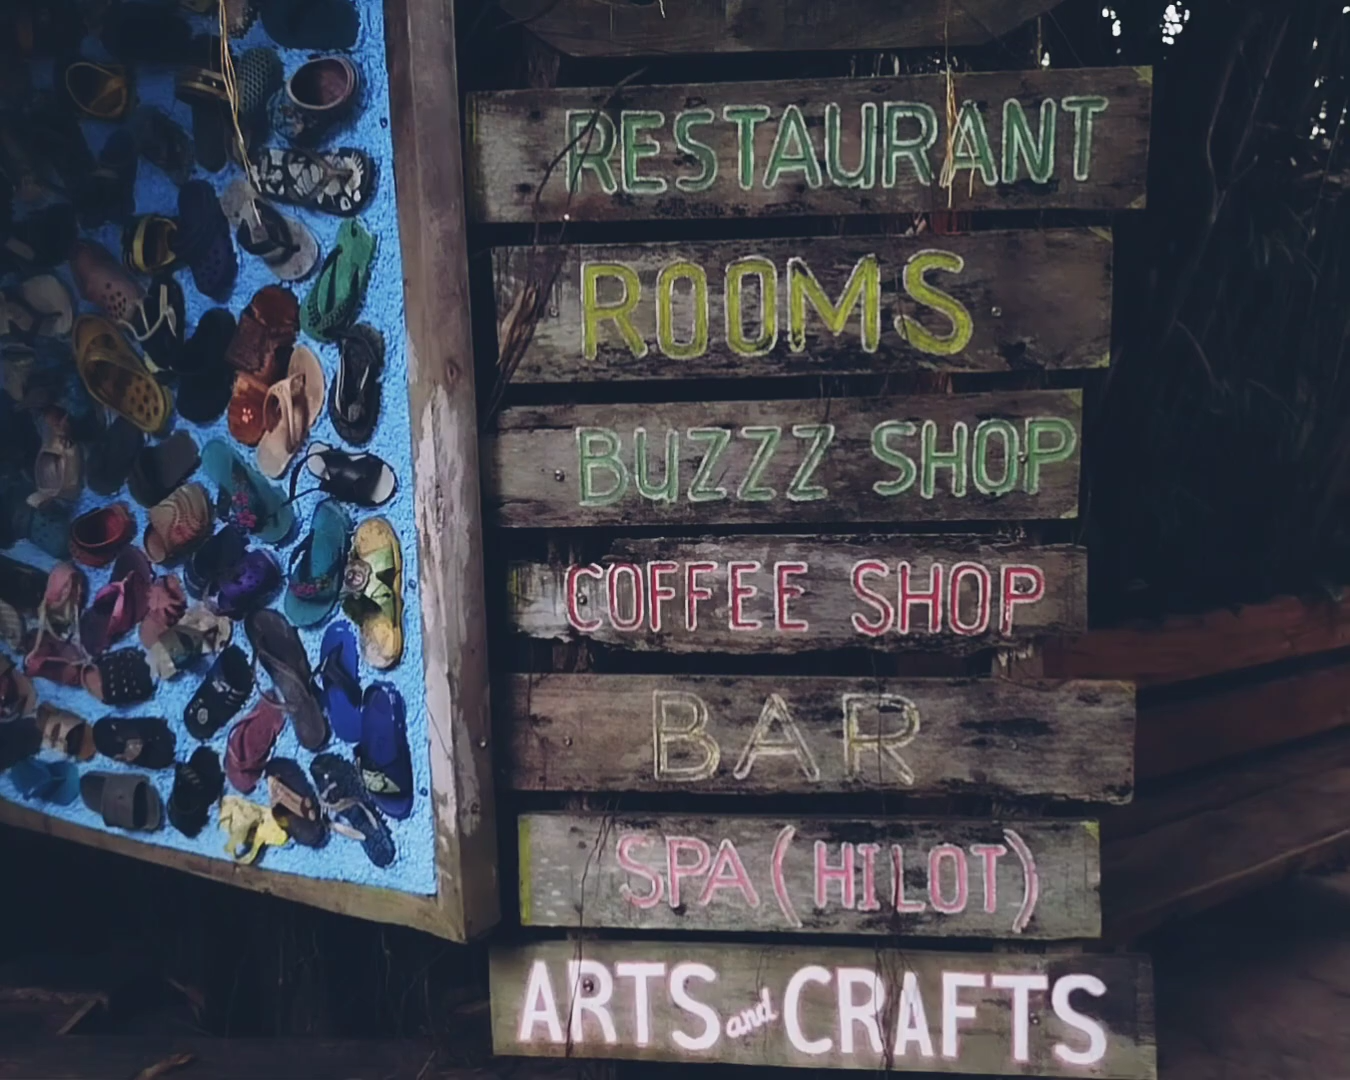 RESTAURANT
ROOMS
BUZZZ SHOP
COFFEE SHOP
BAR
SPA (HILOT)
ARTS and CRAFTS